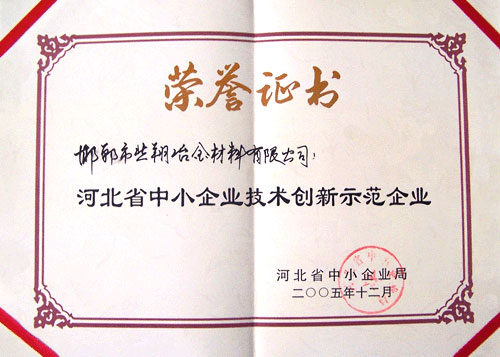 荣誉证书
邯郸市兰翔冶金材料有限公司：
河北省中小企业技术创新示范企业
河北省中小企业局
二〇〇五年十二月